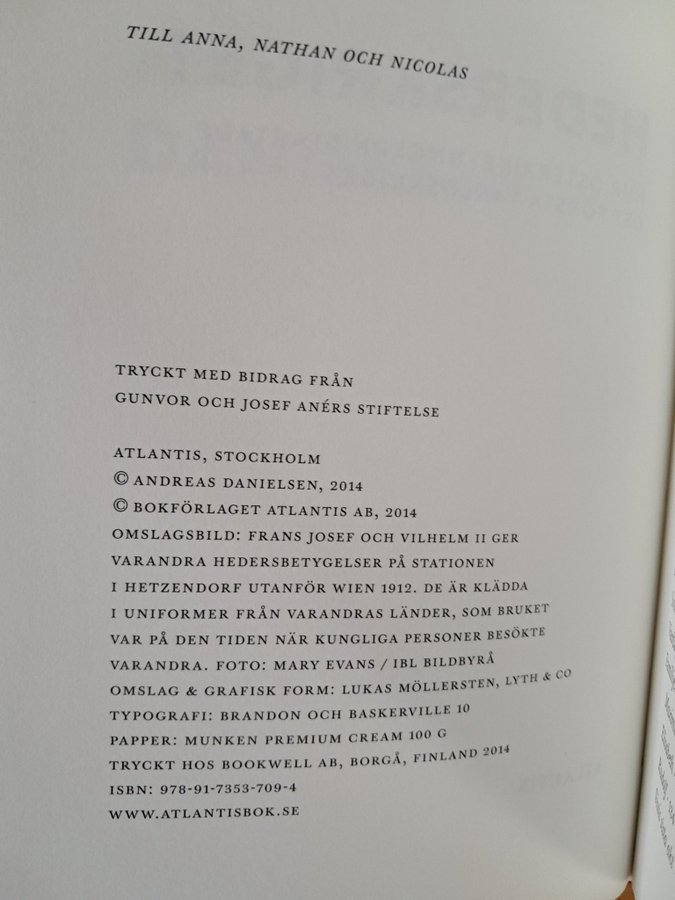 TILL ANNA, NATHAN OCH NICOLAS
TRYCKT MED BIDRAG FRÅN
GUNVOR OCH JOSEF ANÉRS STIFTELSE
ATLANTIS, STOCKHOLM
© ANDREAS DANIELSEN, 2014
© BOKFÖRLAGET ATLANTIS AB, 2014
OMSLAGSBILD: FRANS JOSEF OCH VILHELM II GER
VARANDRA HEDERSBETYGELSER PÅ STATIONEN
I HETZENDORF UTANFÖR WIEN 1912. DE ÄR KLÄDDA
I UNIFORMER FRÅN VARANDRAS LÄNDER, SOM BRUKET
VAR PÅ DEN TIDEN NÄR KUNGLIGA PERSONER BESÖKTE
VARANDRA. FOTO: MARY EVANS / IBL BILDBYRÅ
OMSLAG & GRAFISK FORM: LUKAS MÖLLERSTEN, LYTH & CO
TYPOGRAFI: BRANDON OCH BASKERVILLE 10
PAPPER: MUNKEN PREMIUM CREAM 100 G
TRYCKT HOS BOOKWELL AB, BORGÅ, FINLAND 2014
ISBN: 978-91-7353-709-4
WWW.ATLANTISBOK.SE